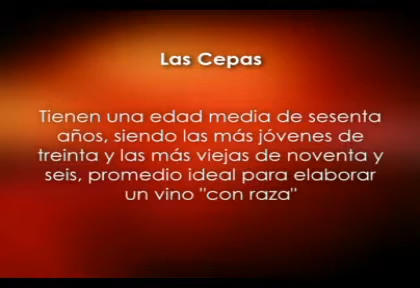 Las Cepas
Tienen una edad media de sesenta
años, siendo las más jóvenes de
treinta y las más viejas de noventa y
seis, promedio ideal para elaborar
un vino "con raza"